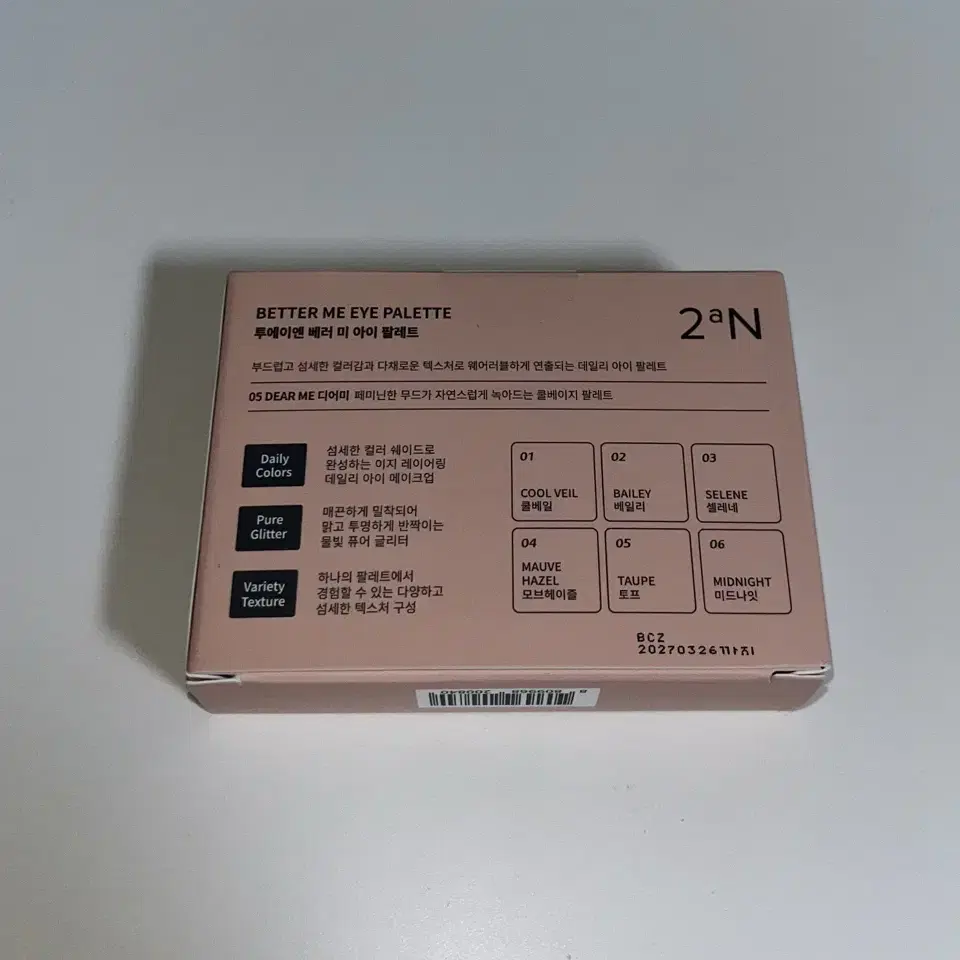 BETTER ME EYE PALETTE
투에이엔 베러 미 아이 팔레트
2aN
부드럽고 섬세한 컬러감과 다채로운 텍스처로 웨어러블하게 연출되는 데일리 아이 팔레트
05 DEAR ME 디어미 페미닌한 무드가 자연스럽게 녹아드는 쿨베이지 팔레트
Daily
Colors
섬세한 컬러 쉐이드로
완성하는 이지 레이어링
데일리 아이 메이크업
Pure
Glitter
매끈하게 밀착되어
맑고 투명하게 반짝이는
물빛 퓨어 글리터
Variety
Texture
하나의 팔레트에서
경험할 수 있는 다양하고
섬세한 텍스처 구성
01
COOL VEIL
쿨베일
02
BAILEY
베일리
03
SELENE
셀레네
04
MAUVE
HAZEL
모브헤이즐
05
TAUPE
토프
06
MIDNIGHT
미드나잇
BCZ
20270326까지